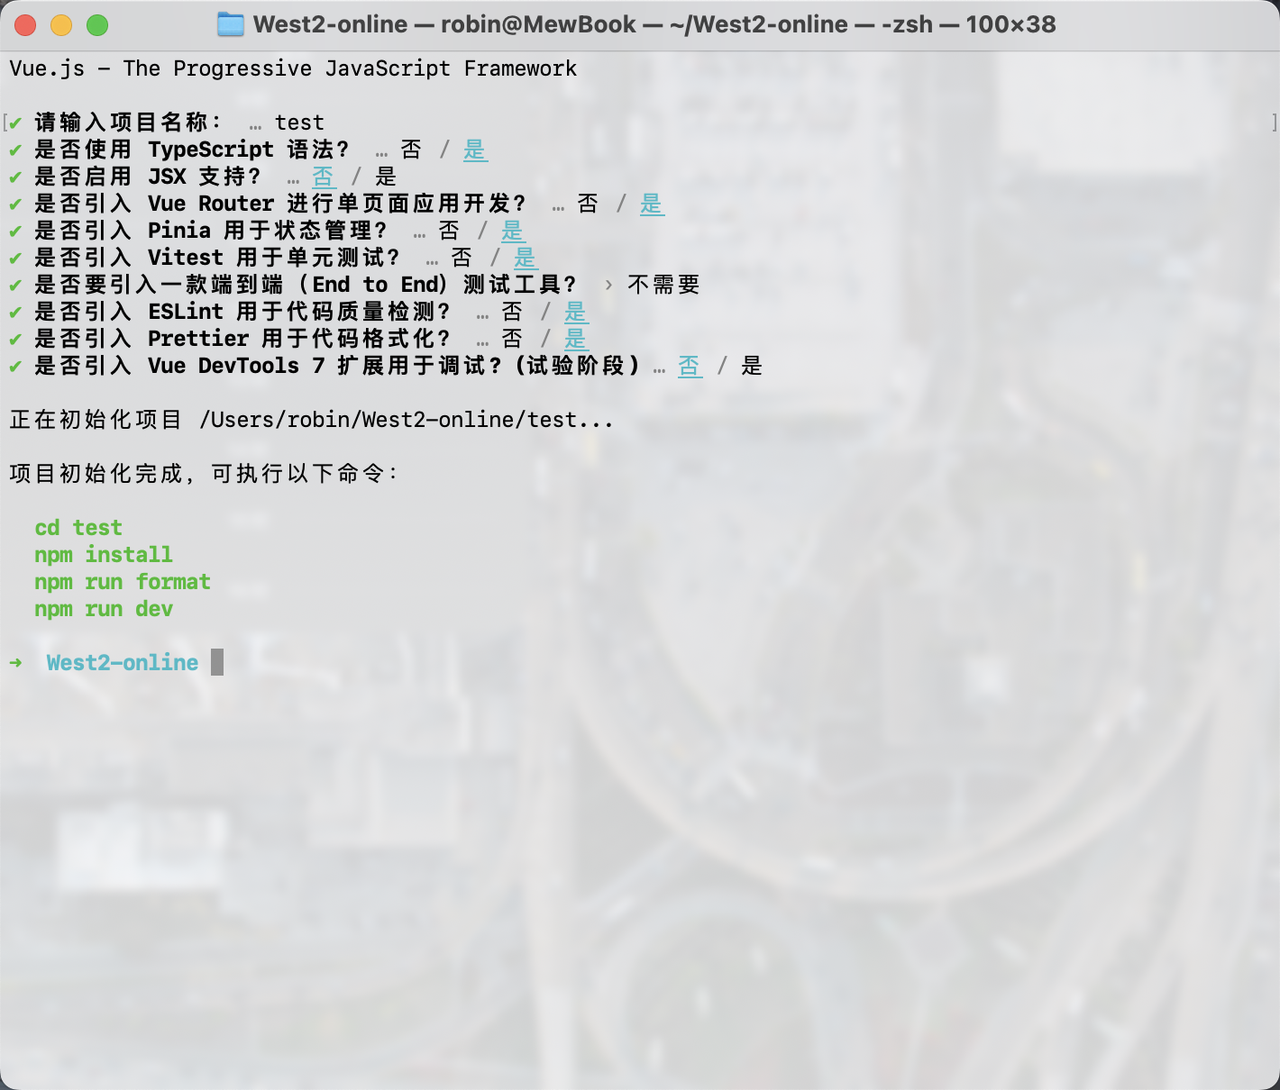 West2-online — robin@MewBook — ~/West2-online — -zsh — 100×38
Vue.js - The Progressive JavaScript Framework
[✔ 请输入项目名称： … test ]
✔ 是否使用 TypeScript 语法？ … 否 / 是
✔ 是否启用 JSX 支持？ … 否 / 是
✔ 是否引入 Vue Router 进行单页面应用开发？ … 否 / 是
✔ 是否引入 Pinia 用于状态管理？ … 否 / 是
✔ 是否引入 Vitest 用于单元测试？ … 否 / 是
✔ 是否要引入一款端到端（End to End）测试工具？ › 不需要
✔ 是否引入 ESLint 用于代码质量检测？ … 否 / 是
✔ 是否引入 Prettier 用于代码格式化？ … 否 / 是
✔ 是否引入 Vue DevTools 7 扩展用于调试？(试验阶段) … 否 / 是
正在初始化项目 /Users/robin/West2-online/test...
项目初始化完成，可执行以下命令：
cd test
npm install
npm run format
npm run dev
➜ West2-online